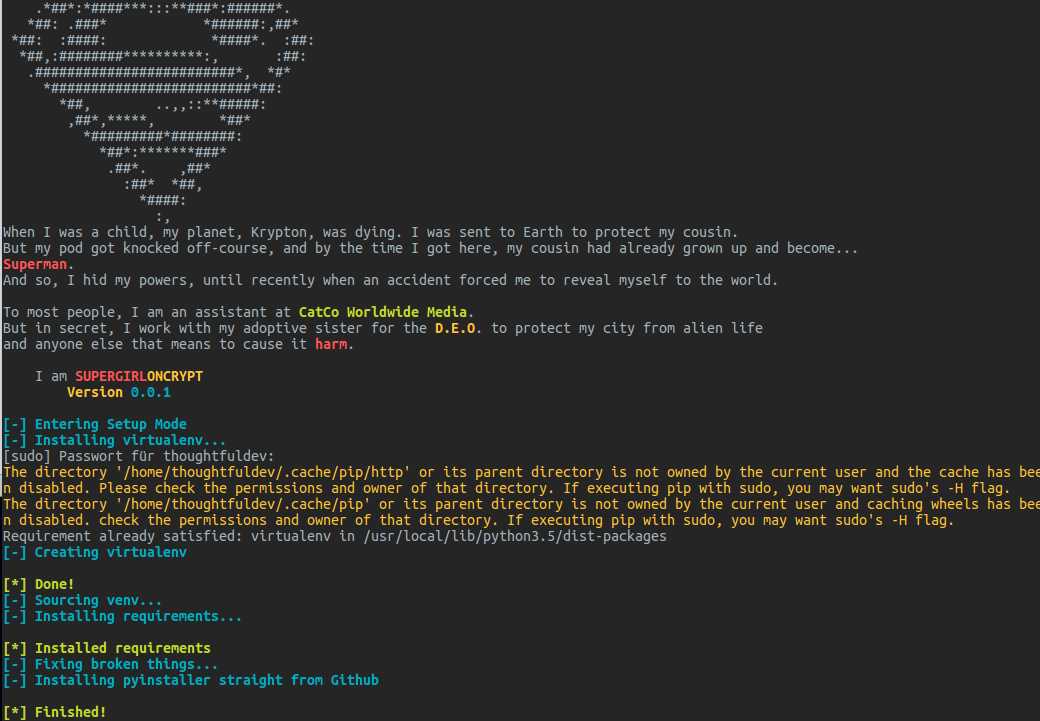 .*##*:*####***:::**###*:######*.
*##: .###* *######:,##*
*##: :####: *####*. :##:
*##,:########**********:, :##:
.#########################*, *#*
*#########################*##:
*##, ..,,::**#####:
,##*,*****, *##*
*#########*########:
*##*:*******###*
.##*. ,##*
:##* *##,
*####:
:,
When I was a child, my planet, Krypton, was dying. I was sent to Earth to protect my cousin.
But my pod got knocked off-course, and by the time I got here, my cousin had already grown up and become...
Superman.
And so, I hid my powers, until recently when an accident forced me to reveal myself to the world.
To most people, I am an assistant at CatCo Worldwide Media.
But in secret, I work with my adoptive sister for the D.E.O. to protect my city from alien life
and anyone else that means to cause it harm.
I am SUPERGIRLONCRYPT
Version 0.0.1
[-] Entering Setup Mode
[-] Installing virtualenv...
[sudo] Passwort für thoughtfuldev:
The directory '/home/thoughtfuldev/.cache/pip/http' or its parent directory is not owned by the current user and the cache has bee
n disabled. Please check the permissions and owner of that directory. If executing pip with sudo, you may want sudo's -H flag.
The directory '/home/thoughtfuldev/.cache/pip' or its parent directory is not owned by the current user and caching wheels has bee
n disabled. check the permissions and owner of that directory. If executing pip with sudo, you may want sudo's -H flag.
Requirement already satisfied: virtualenv in /usr/local/lib/python3.5/dist-packages
[-] Creating virtualenv
[*] Done!
[-] Sourcing venv...
[-] Installing requirements...
[*] Installed requirements
[-] Fixing broken things...
[-] Installing pyinstaller straight from Github
[*] Finished!